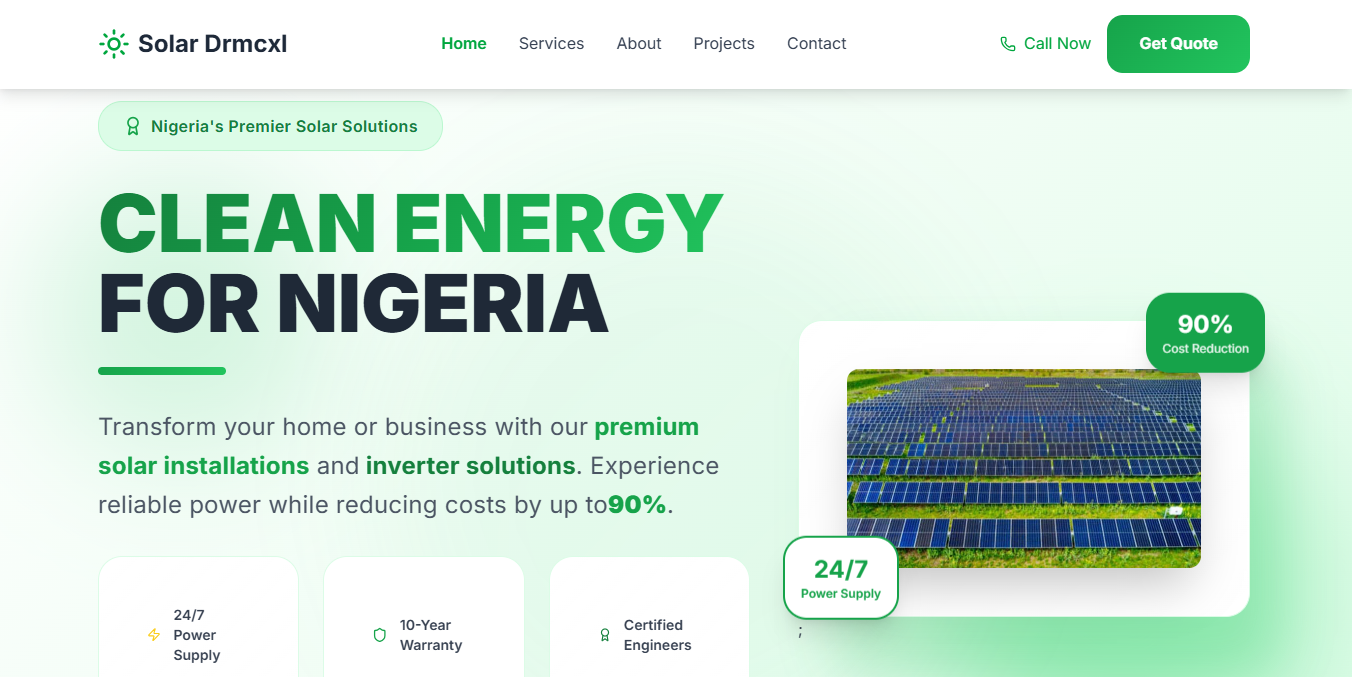 Solar Drmcxl
Home
Services
About
Projects
Contact
Call Now
Get Quote
Nigeria's Premier Solar Solutions
CLEAN ENERGY
FOR NIGERIA
Transform your home or business with our premium
solar installations and inverter solutions. Experience
reliable power while reducing costs by up to90%.
24/7
Power
Supply
10-Year
Warranty
Certified
Engineers
90%
Cost Reduction
24/7
Power Supply
;